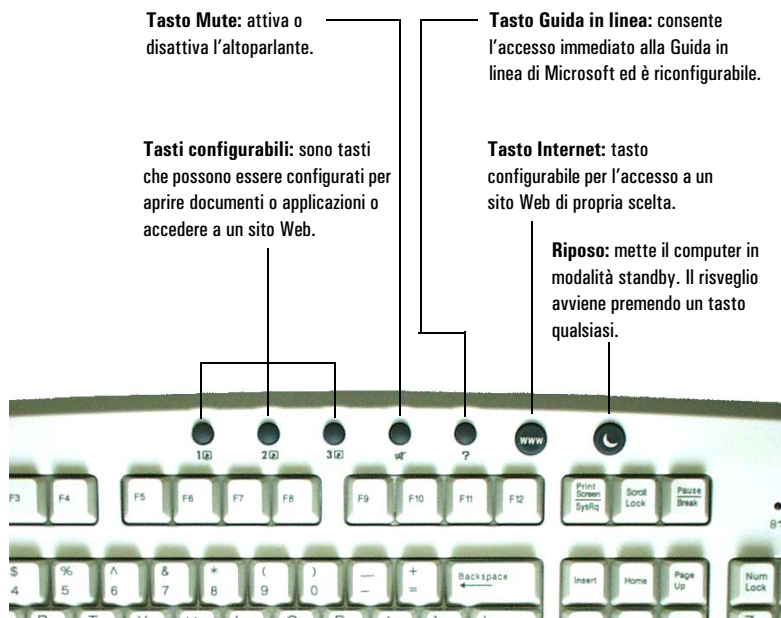 Tasto Mute: attiva o
disattiva l'altoparlante.
Tasto Guida in linea: consente
l'accesso immediato alla Guida in
linea di Microsoft ed è riconfigurabile.
Tasti configurabili: sono tasti
che possono essere configurati per
aprire documenti o applicazioni o
accedere a un sito Web.
Tasto Internet: tasto
configurabile per l'accesso a un
sito Web di propria scelta.
Riposo: mette il computer in
modalità standby. Il risveglio
avviene premendo un tasto
qualsiasi.
www
1 2 3 ?
F3 F4 F5 F6 F7 F8 F9 F10 F11 F12
Print
Screen
SysRq
Scroll
Lock
Pause
Break
$ % ^ & * ( ) — + Backspace
4 5 6 7 8 9 0 – =
Insert Home
Page
Up
Num
Lock